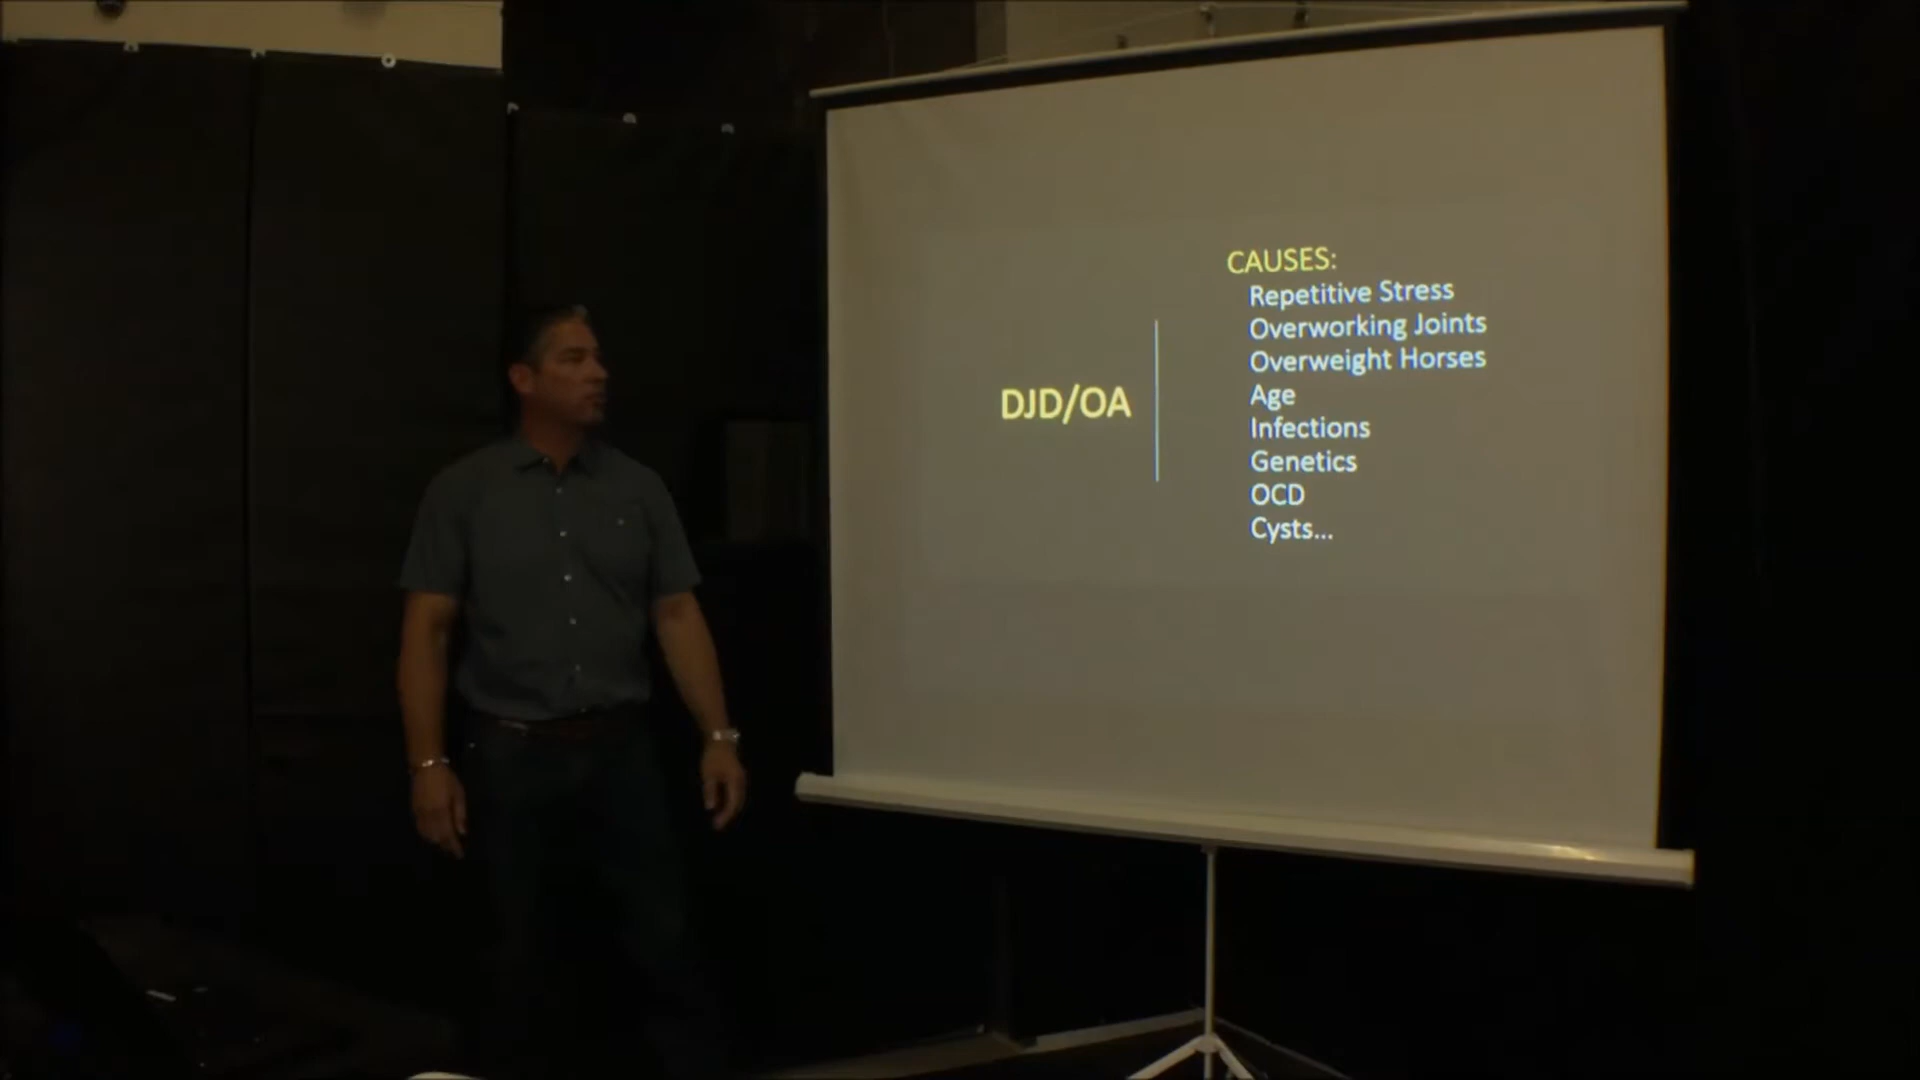 DJD/OA
CAUSES:
Repetitive Stress
Overworking Joints
Overweight Horses
Age
Infections
Genetics
OCD
Cysts...